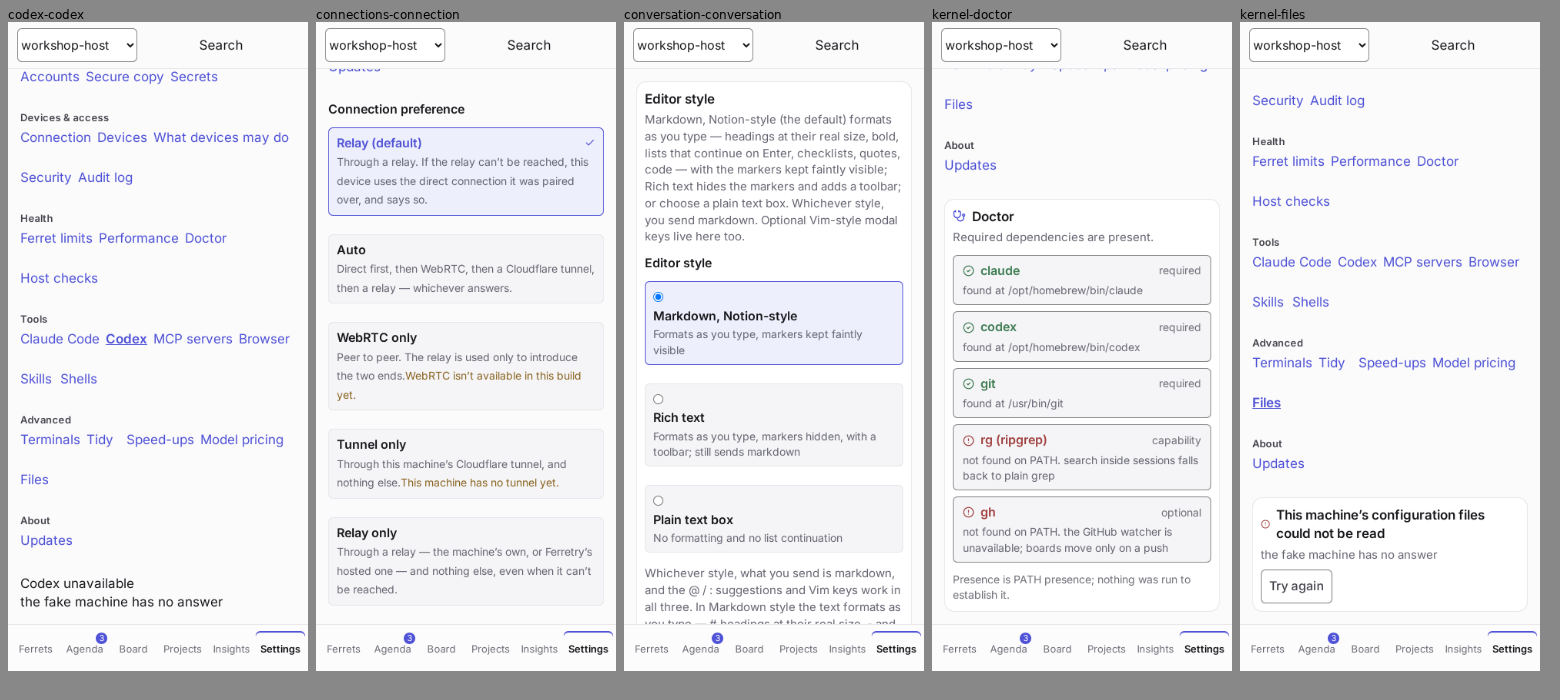 codex-codex
workshop-host
Search
Accounts Secure copy Secrets
Devices & access
Connection Devices What devices may do
Security Audit log
Health
Ferret limits Performance Doctor
Host checks
Tools
Claude Code Codex MCP servers Browser
Skills Shells
Advanced
Terminals Tidy Speed-ups Model pricing
Files
About
Updates
Codex unavailable
the fake machine has no answer
3
Ferrets Agenda Board Projects Insights Settings
connections-connection
workshop-host
Search
Updates
Connection preference
Relay (default)
Through a relay. If the relay can’t be reached, this
device uses the direct connection it was paired
over, and says so.
Auto
Direct first, then WebRTC, then a Cloudflare tunnel,
then a relay — whichever answers.
WebRTC only
Peer to peer. The relay is used only to introduce
the two ends.WebRTC isn’t available in this build
yet.
Tunnel only
Through this machine’s Cloudflare tunnel, and
nothing else.This machine has no tunnel yet.
Relay only
Through a relay — the machine’s own, or Ferretry’s
hosted one — and nothing else, even when it can’t
be reached.
3
Ferrets Agenda Board Projects Insights Settings
conversation-conversation
workshop-host
Search
Editor style
Markdown, Notion-style (the default) formats
as you type — headings at their real size, bold,
lists that continue on Enter, checklists, quotes,
code — with the markers kept faintly visible;
Rich text hides the markers and adds a toolbar;
or choose a plain text box. Whichever style,
you send markdown. Optional Vim-style modal
keys live here too.
Editor style
Markdown, Notion-style
Formats as you type, markers kept faintly
visible
Rich text
Formats as you type, markers hidden, with a
toolbar; still sends markdown
Plain text box
No formatting and no list continuation
Whichever style, what you send is markdown,
and the @ / : suggestions and Vim keys work in
all three. In Markdown style the text formats as
you type — # headings at their real size, - and
3
Ferrets Agenda Board Projects Insights Settings
kernel-doctor
workshop-host
Search
Files
About
Updates
Doctor
Required dependencies are present.
claude required
found at /opt/homebrew/bin/claude
codex required
found at /opt/homebrew/bin/codex
git required
found at /usr/bin/git
rg (ripgrep) capability
not found on PATH. search inside sessions falls
back to plain grep
gh optional
not found on PATH. the GitHub watcher is
unavailable; boards move only on a push
Presence is PATH presence; nothing was run to
establish it.
3
Ferrets Agenda Board Projects Insights Settings
kernel-files
workshop-host
Search
Security Audit log
Health
Ferret limits Performance Doctor
Host checks
Tools
Claude Code Codex MCP servers Browser
Skills Shells
Advanced
Terminals Tidy Speed-ups Model pricing
Files
About
Updates
This machine’s configuration files
could not be read
the fake machine has no answer
Try again
3
Ferrets Agenda Board Projects Insights Settings